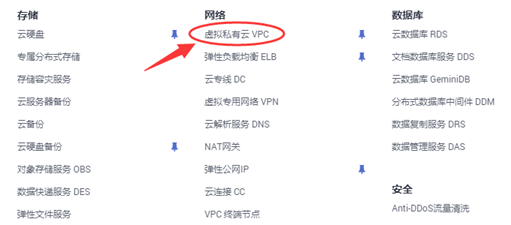 存储
云硬盘
专属分布式存储
存储容灾服务
云服务器备份
云备份
云硬盘备份
对象存储服务 OBS
数据快递服务 DES
弹性文件服务
网络
虚拟私有云 VPC
弹性负载均衡 ELB
云专线 DC
虚拟专用网络 VPN
云解析服务 DNS
NAT网关
弹性公网IP
云连接 CC
VPC 终端节点
数据库
云数据库 RDS
文档数据库服务 DDS
云数据库 GeminiDB
分布式数据库中间件 DDM
数据复制服务 DRS
数据管理服务 DAS
安全
Anti-DDoS流量清洗